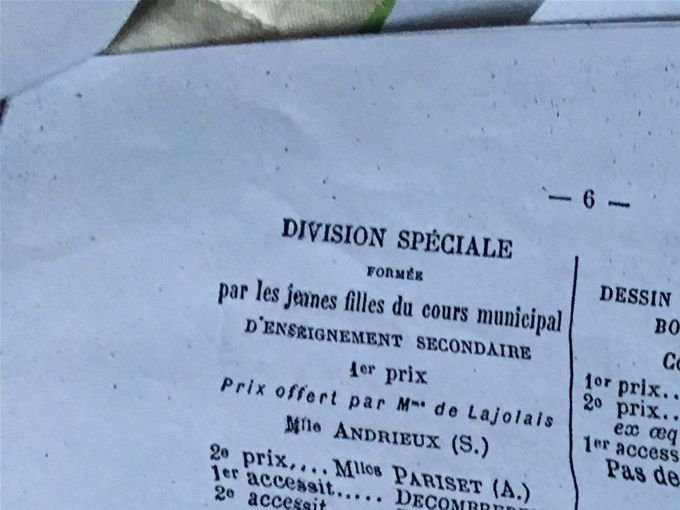 — 6 —
DIVISION SPÉCIALE
FORMÉE
par les jeunes filles du cours municipal
D'ENSEIGNEMENT SECONDAIRE
1er prix
Prix offert par Mme de Lajolais
Mlle ANDRIEUX (S.)
2e prix.... Mlles PARISET (A.)
1er accessit..... 
2e accessit.
DESSIN
BO
Co
1er prix..
2e prix..
ex æq
1er access
Pas de